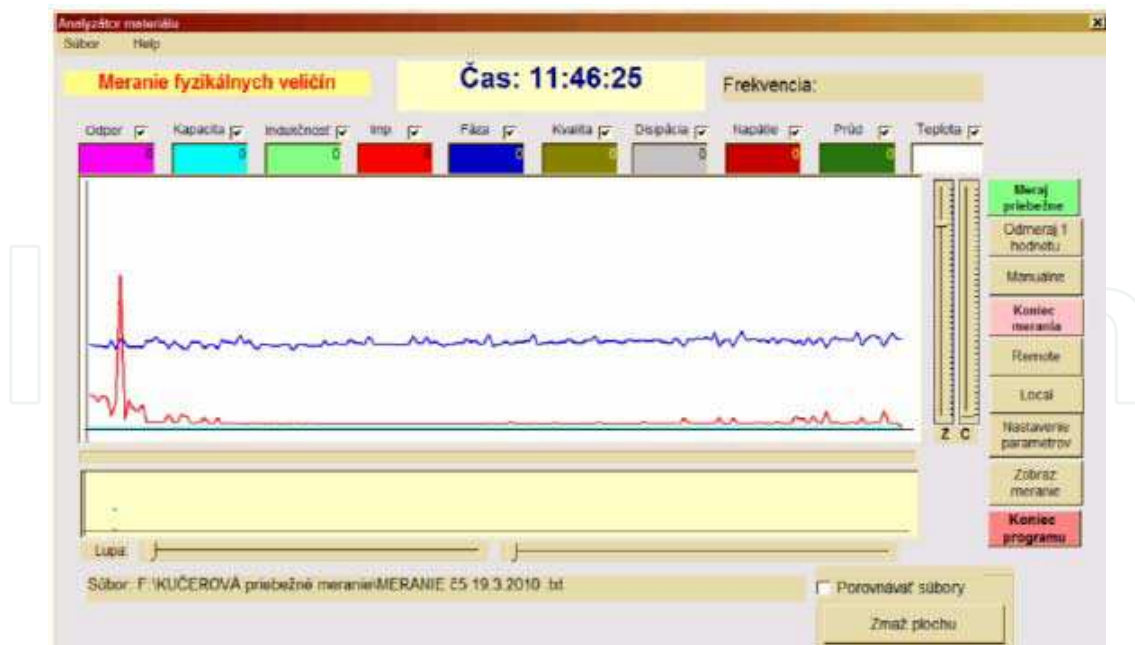 Analyzátor materiálu
Súbor Help
Meranie fyzikálnych veličín
Čas: 11:46:25
Frekvencia:
Odpor Kapacita Indukčnosť Imp. Fáza Kvalita Disipácia Napätie Prúd Teplota
0 0 0 0 0 0 0 0 0
Meraj
priebežne
Odmeraj 1
hodnotu
Manuálne
Koniec
merania
Remote
Local
Z C
Nastavenie
parametrov
Zobraz
meranie
Koniec
programu
Lupa:
Súbor: F:\KUČEROVÁ priebežné meranie\MERANIE č5 19.3.2010 .txt
Porovnávať súbory
Zmaž plochu